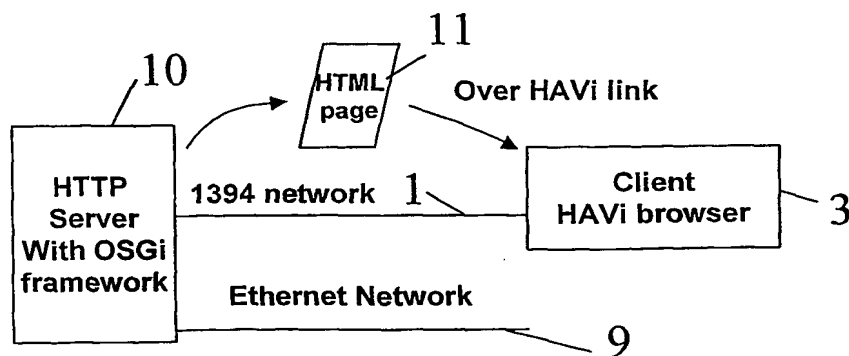 10
11
HTML
page
Over HAVi link
HTTP
Server
With OSGi
framework
1394 network
1
Client
HAVi browser
3
Ethernet Network
9